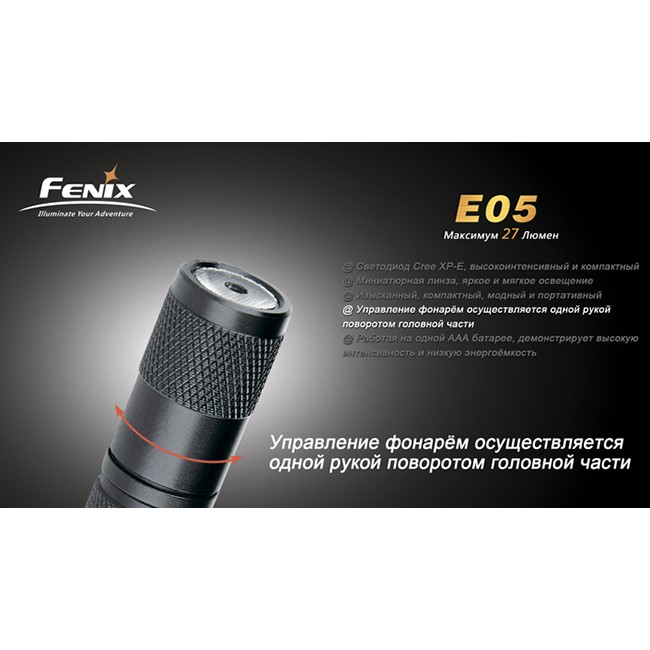 FENIX
Illuminate Your Adventure
E05
Максимум 27 Люмен
@ Светодиод Cree XP-E, высокоинтенсивный и компактный
@ Миниатюрная линза, яркое и мягкое освещение
@ Изысканный, компактный, модный и портативный
@ Управление фонарём осуществляется одной рукой
поворотом головной части
@ Работая на одной ААА батарее, демонстрирует высокую
интенсивность и низкую энергоёмкость
Управление фонарём осуществляется
одной рукой поворотом головной части